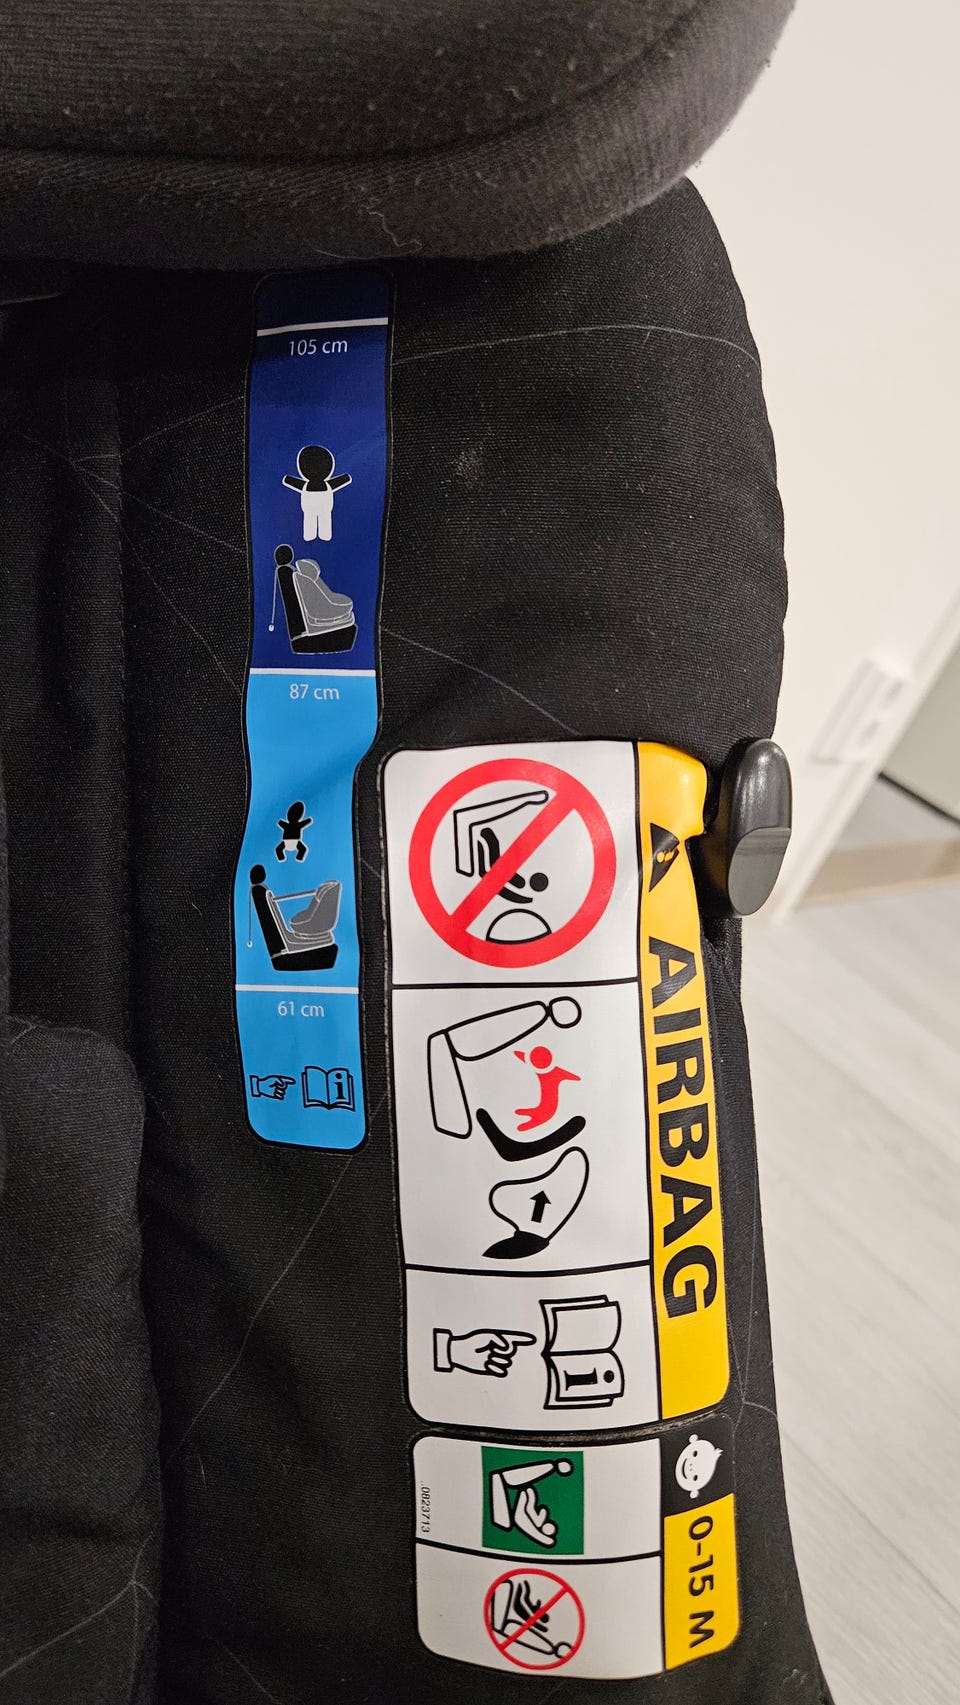 105 cm
87 cm
61 cm
i
AIRBAG
i
..0823713
0-15 M